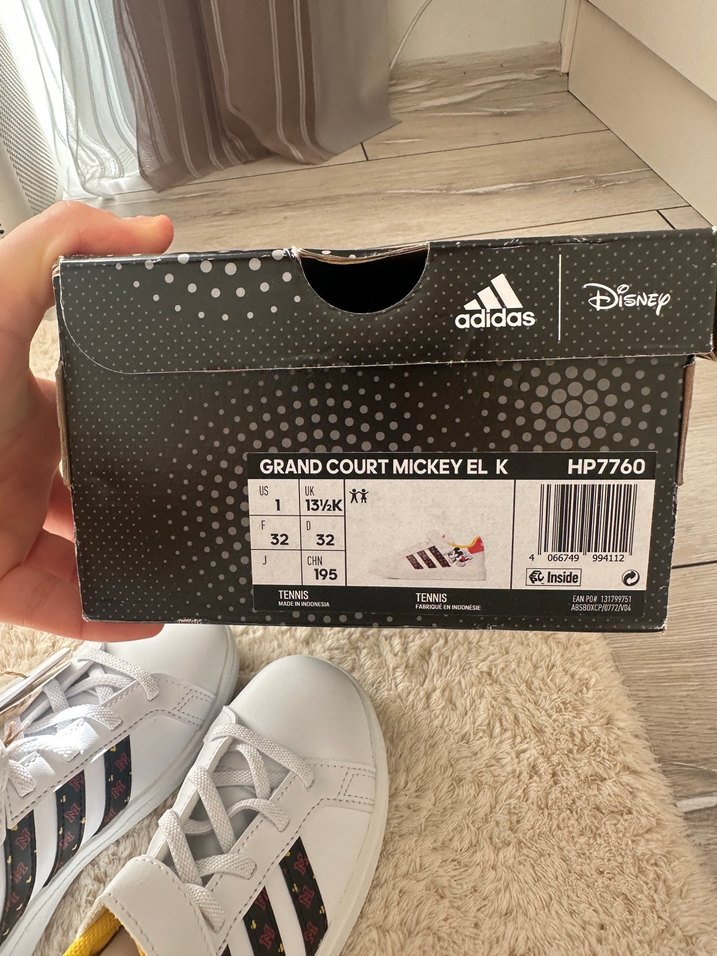 adidas
Disney
GRAND COURT MICKEY EL K HP7760
US UK
1 13½K
F D
32 32
J CHN
195
4 066749 994112
Inside
TENNIS TENNIS
MADE IN INDONESIA FABRIQUÉ EN INDONÉSIE
EAN PO# 131799751
ABSBOXCP/0772/V04
M M M
M M M